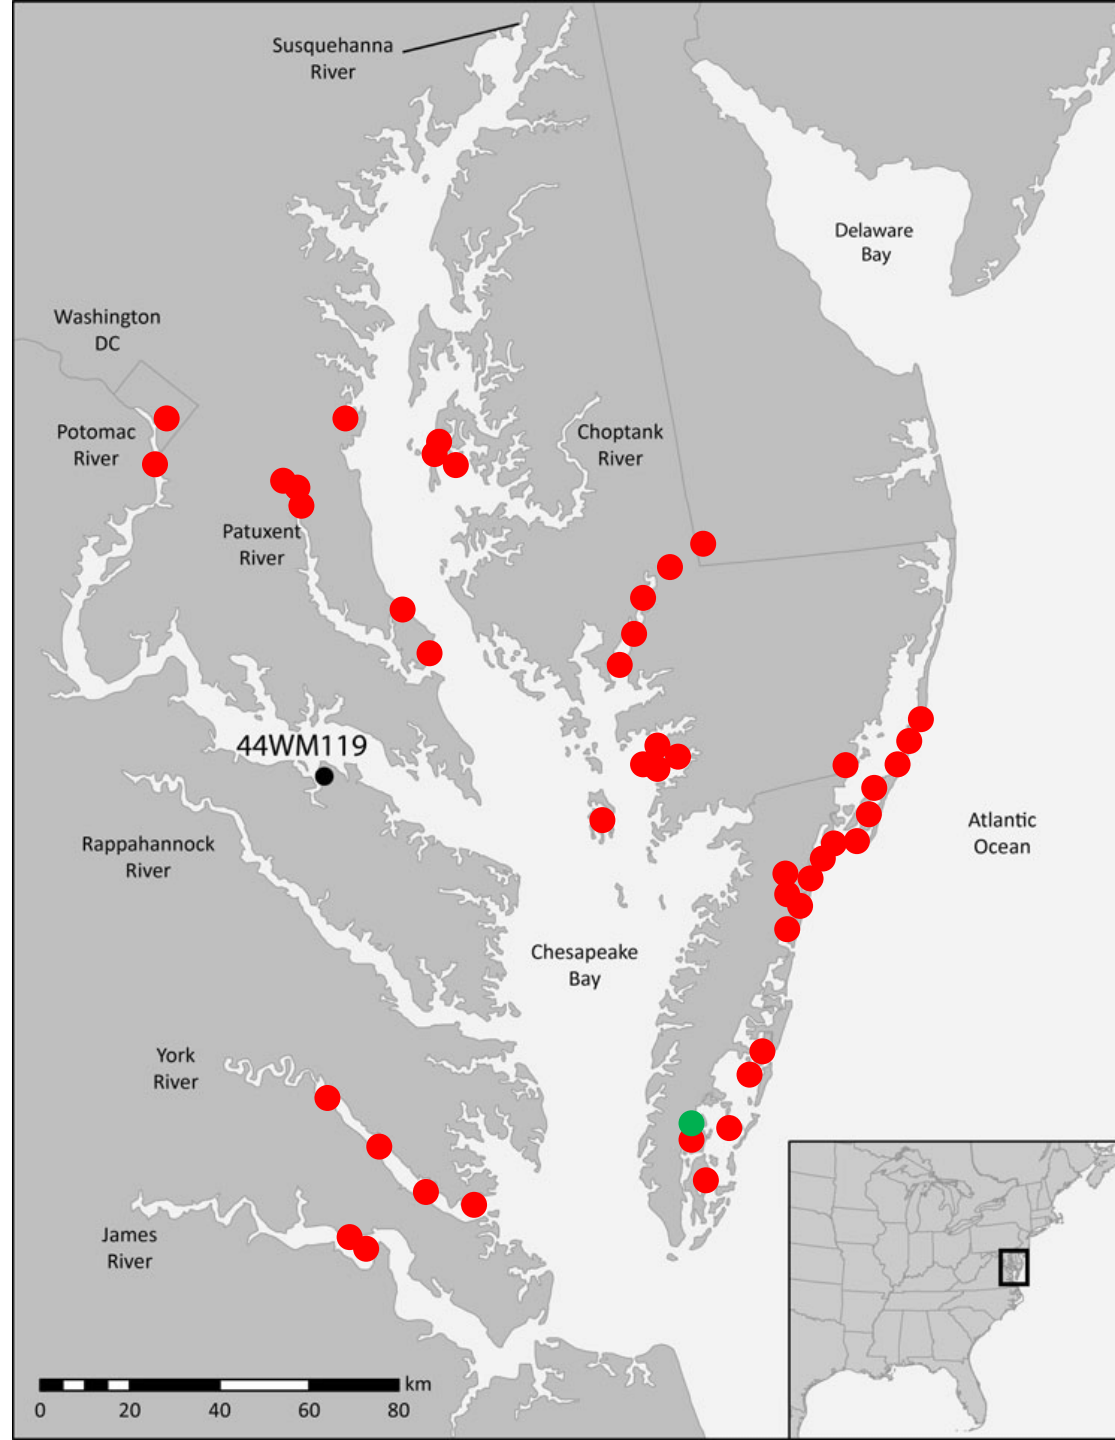 Susquehanna
River
Delaware
Bay
Washington
DC
Potomac
River
Choptank
River
Patuxent
River
44WM119
Rappahannock
River
Atlantic
Ocean
Chesapeake
Bay
York
River
James
River
km
0 20 40 60 80